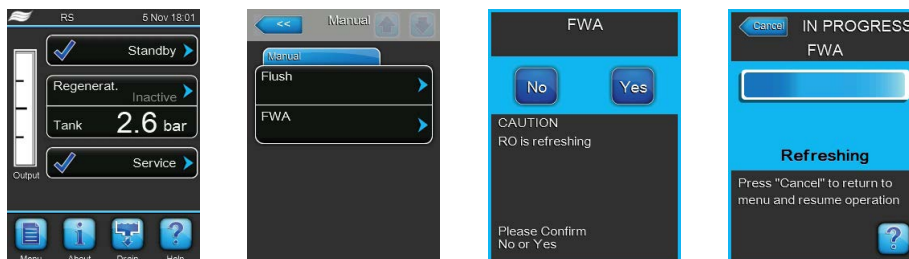 RS 5 Nov 18:01
Standby
Regenerat.
Inactive
Tank 2.6 bar
Service
Output
Menu About Drain Help
<< Manual
Manual
Flush
FWA
FWA
No Yes
CAUTION
RO is refreshing
Please Confirm
No or Yes
Cancel IN PROGRESS
FWA
Refreshing
Press "Cancel" to return to
menu and resume operation